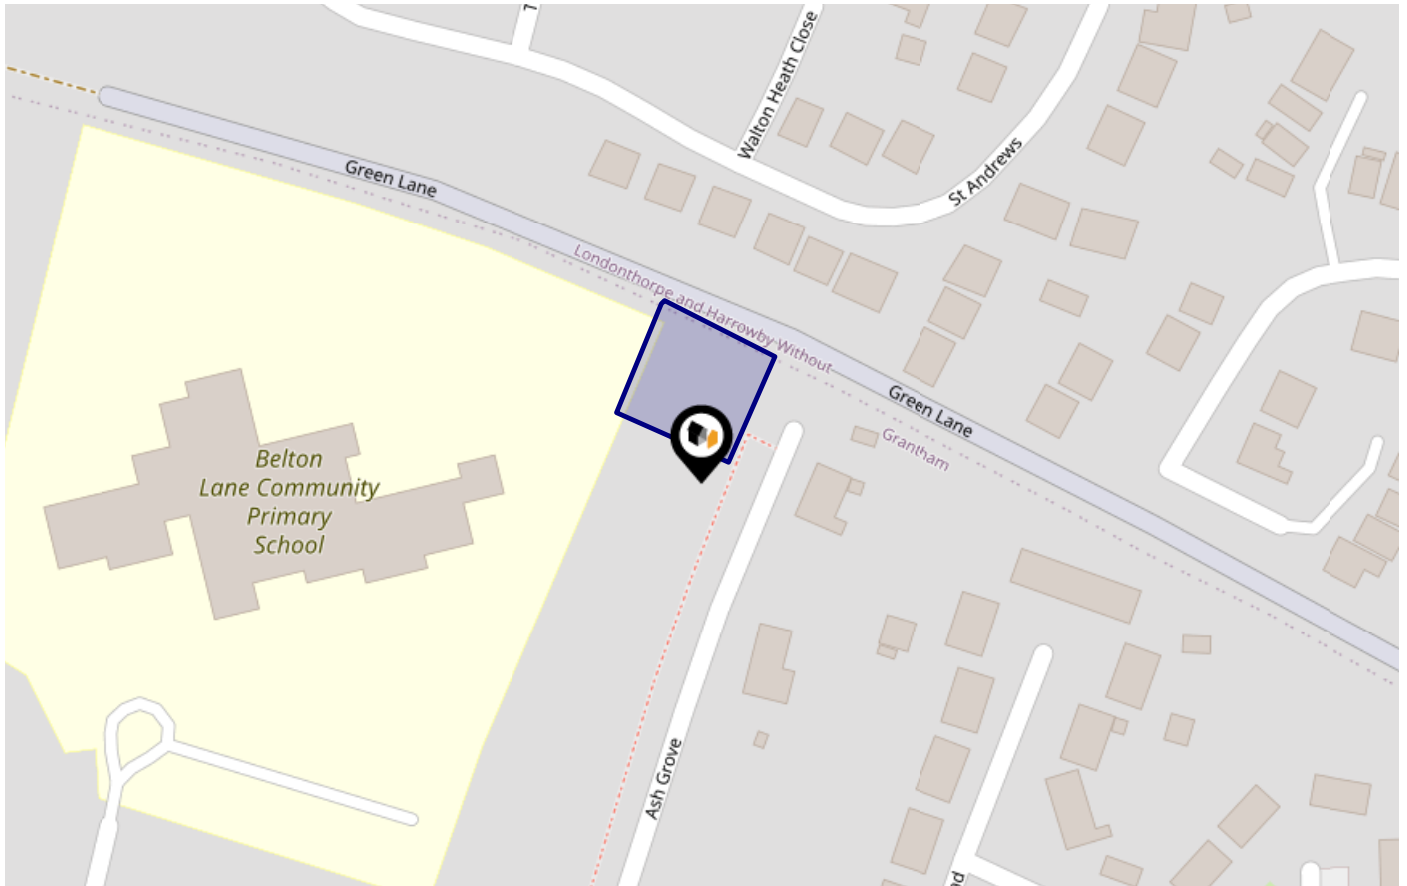 Walton Heath Close
St Andrews
Green Lane
Londonthorpe and Harrowby Without
Green Lane
Grantham
Belton
Lane Community
Primary
School
Ash Grove